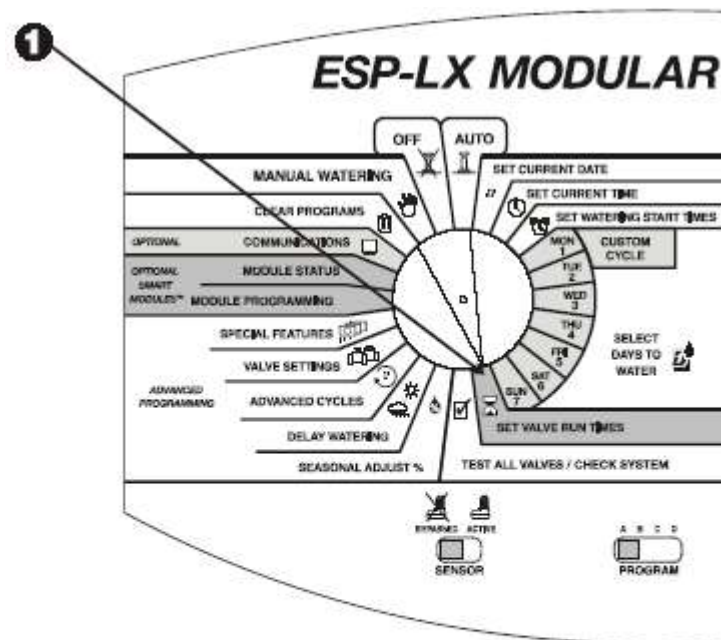 1
ESP-LX MODULAR
OFF
AUTO
MANUAL WATERING
CLEAR PROGRAMS
OPTIONAL
COMMUNICATIONS
OPTIONAL
SMART
MODULES™
MODULE STATUS
MODULE PROGRAMMING
SPECIAL FEATURES
VALVE SETTINGS
ADVANCED
PROGRAMMING
ADVANCED CYCLES
DELAY WATERING
SEASONAL ADJUST %
SET CURRENT DATE
SET CURRENT TIME
SET WATERING START TIMES
CUSTOM
CYCLE
MON
1
TUE
2
WED
3
THU
4
FRI
5
SAT
6
SUN
7
SELECT
DAYS TO
WATER
SET VALVE RUN TIMES
TEST ALL VALVES / CHECK SYSTEM
BYPASSED ACTIVE
SENSOR
A B C D
PROGRAM